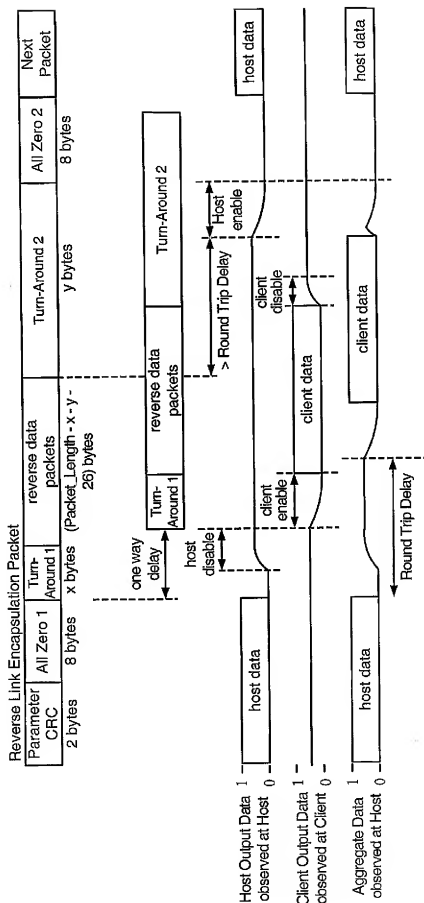 Reverse Link Encapsulation Packet
Parameter CRC
All Zero 1
Turn-Around 1
reverse data packets
Turn-Around 2
All Zero 2
Next Packet
2 bytes
8 bytes
x bytes
(Packet_Length - x - y - 26) bytes
y bytes
8 bytes
one way delay
Turn-Around 1
reverse data packets
Turn-Around 2
host disable
> Round Trip Delay
Host enable
Host Output Data observed at Host
1
0
host data
host data
client enable
client disable
Client Output Data observed at Client
1
0
client data
Aggregate Data observed at Host
1
0
host data
client data
host data
Round Trip Delay